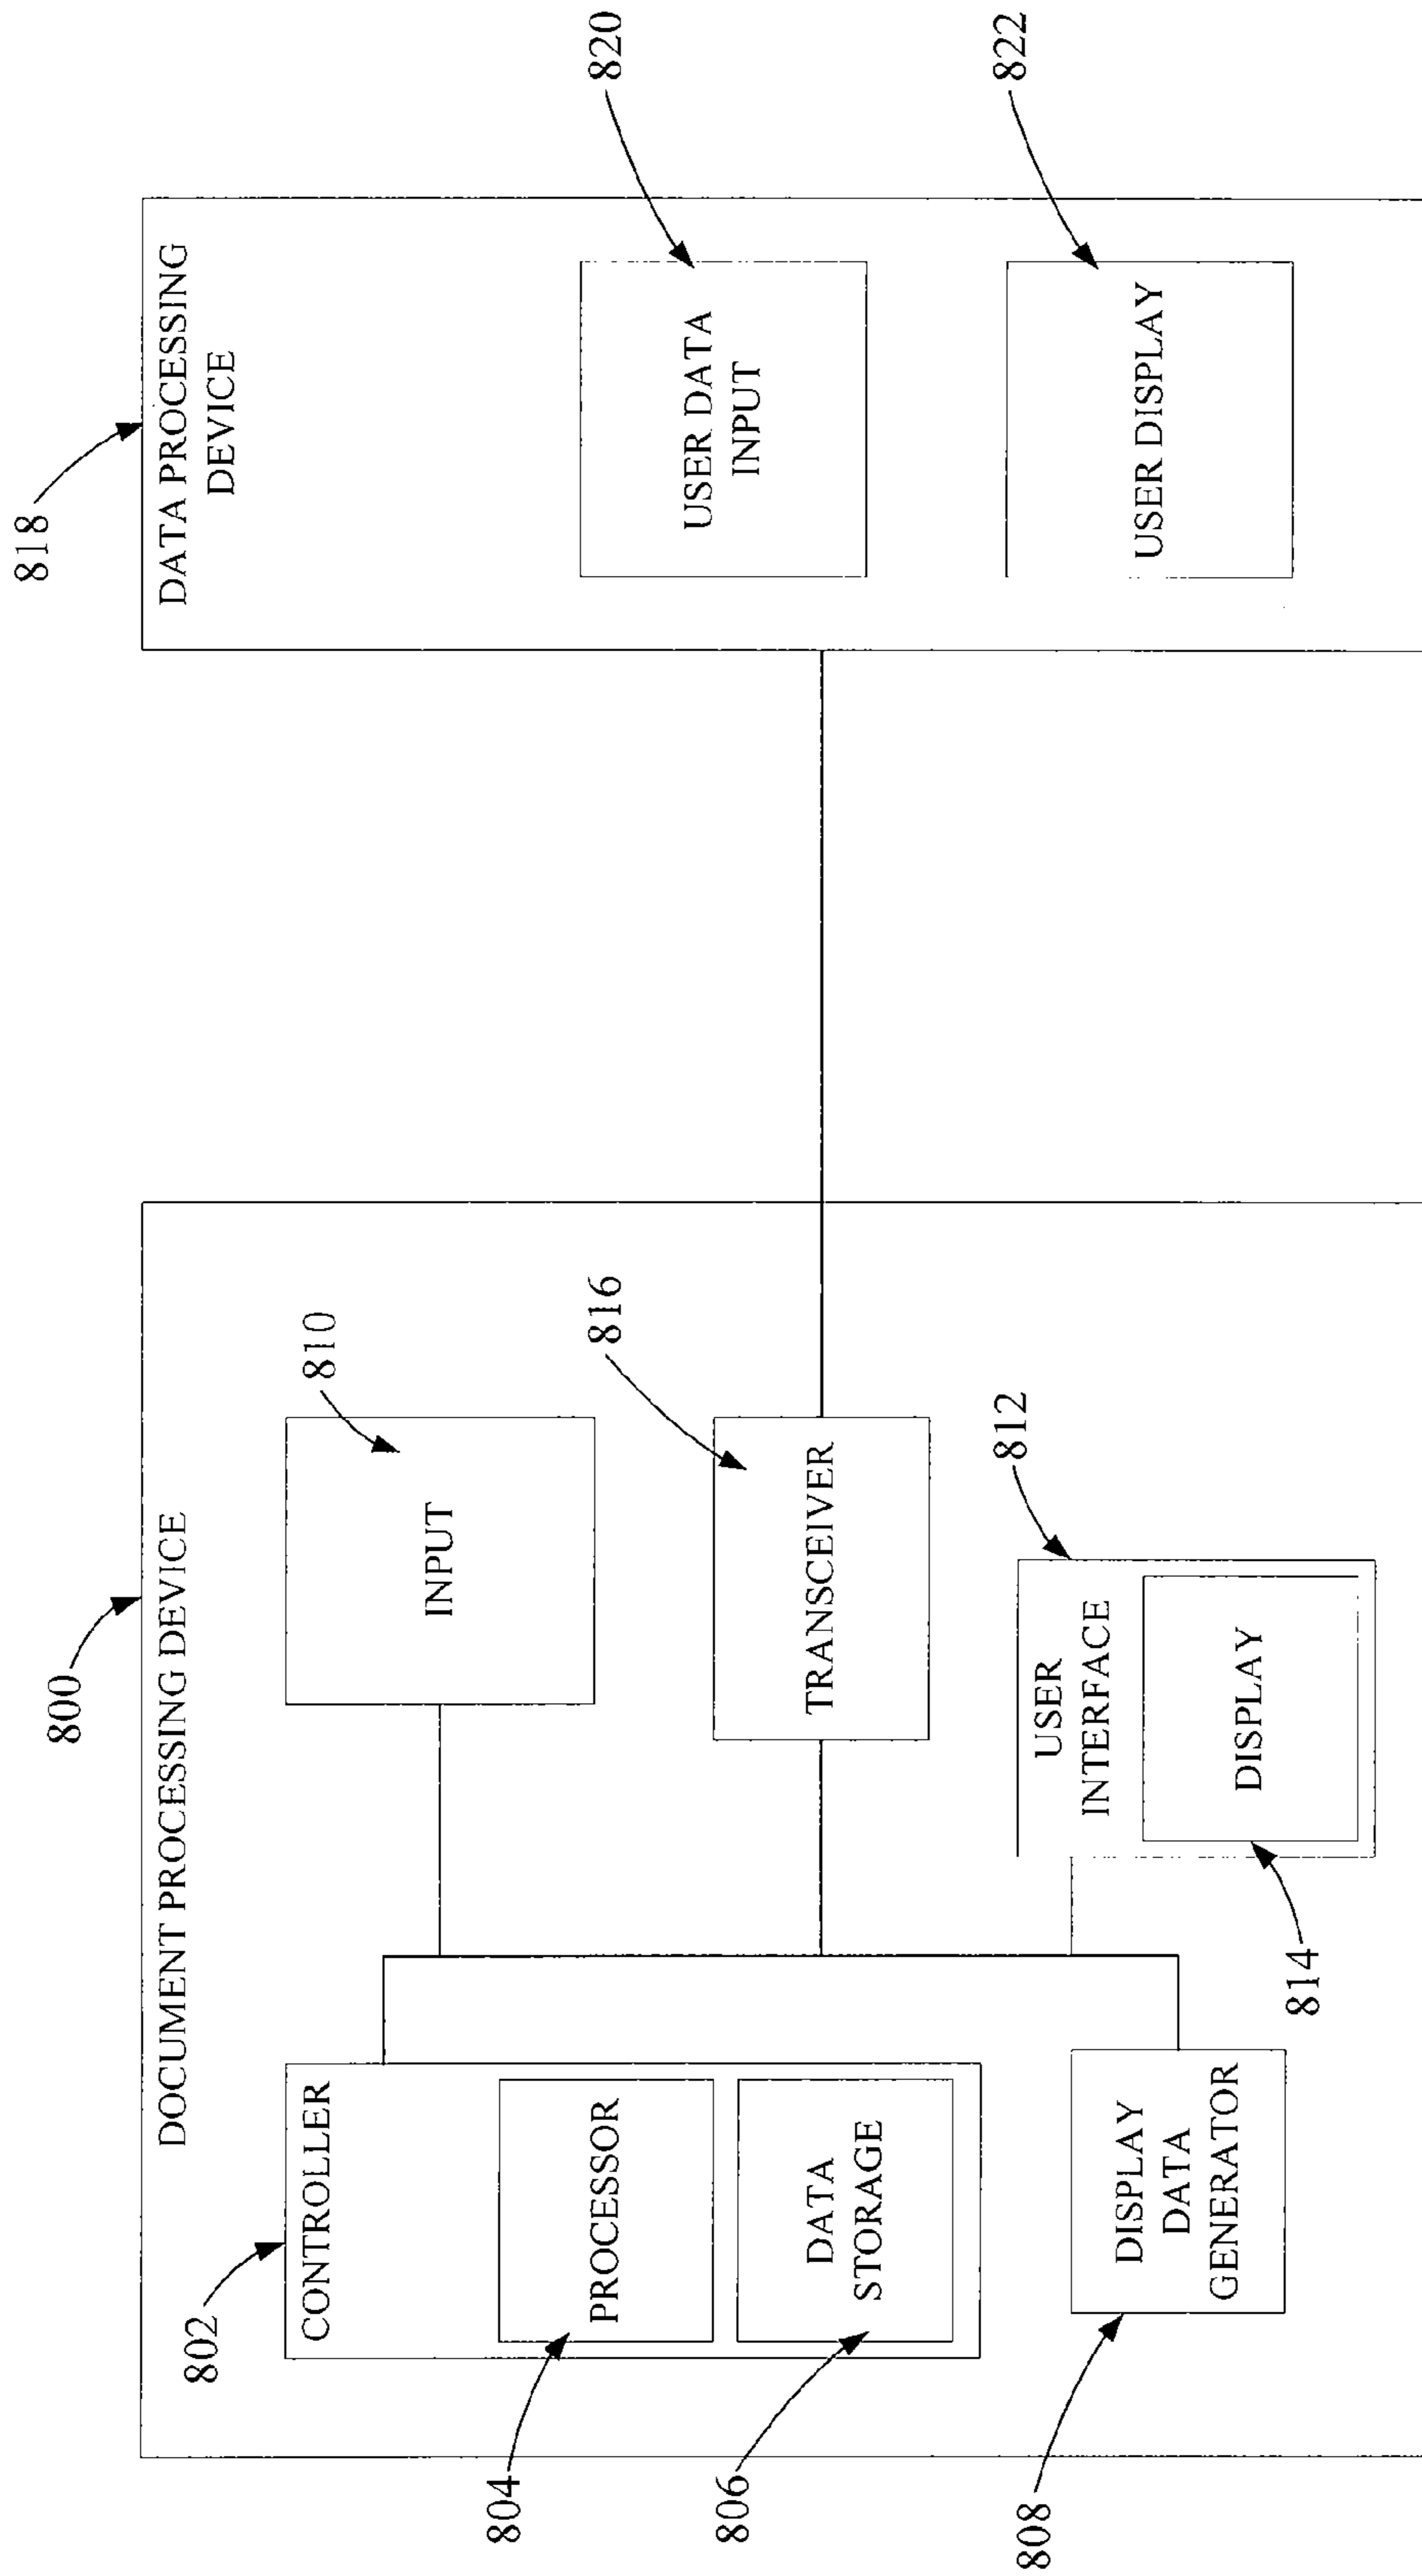 800
DOCUMENT PROCESSING DEVICE
802
CONTROLLER
804
PROCESSOR
806
DATA
STORAGE
808
DISPLAY
DATA
GENERATOR
810
INPUT
816
TRANSCEIVER
812
USER
INTERFACE
814
DISPLAY
818
DATA PROCESSING
DEVICE
820
USER DATA
INPUT
822
USER DISPLAY